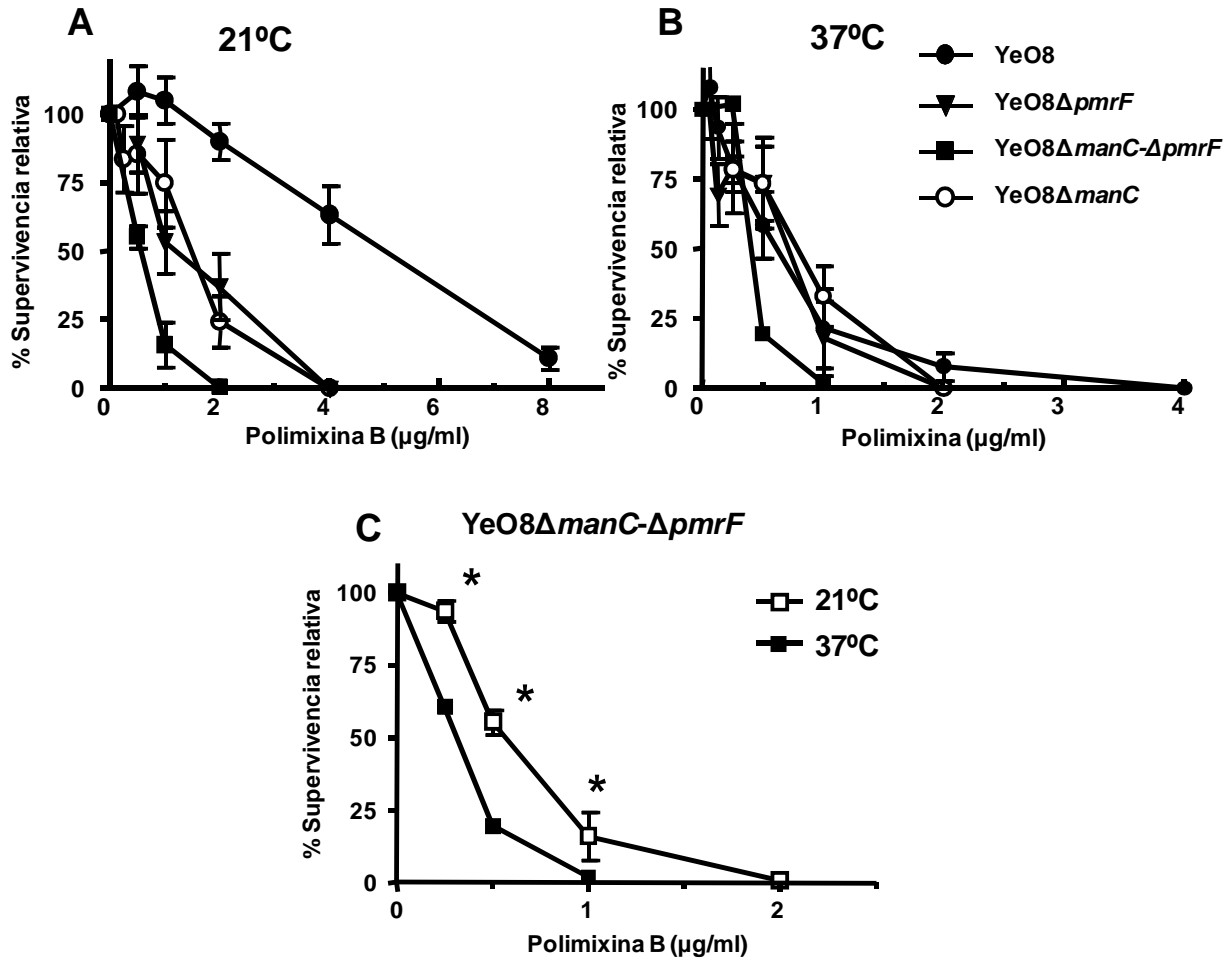 A
21ºC
% Supervivencia relativa
100
75
50
25
0
0 2 4 6 8
Polimixina B (µg/ml)
B
37ºC
% Supervivencia relativa
100
75
50
25
0
0 1 2 3 4
Polimixina (µg/ml)
YeO8
YeO8ΔpmrF
YeO8ΔmanC-ΔpmrF
YeO8ΔmanC
C
YeO8ΔmanC-ΔpmrF
% Supervivencia relativa
100
75
50
25
0
* * *
0 1 2
Polimixina B (µg/ml)
21ºC
37ºC